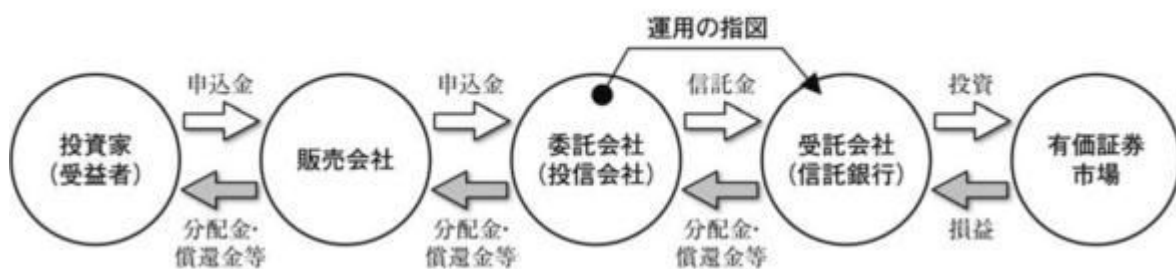 運用の指図
申込金
申込金
信託金
投資
投資家
(受益者)
販売会社
委託会社
(投信会社)
受託会社
(信託銀行)
有価証券
市場
分配金・
償還金等
分配金・
償還金等
分配金・
償還金等
損益